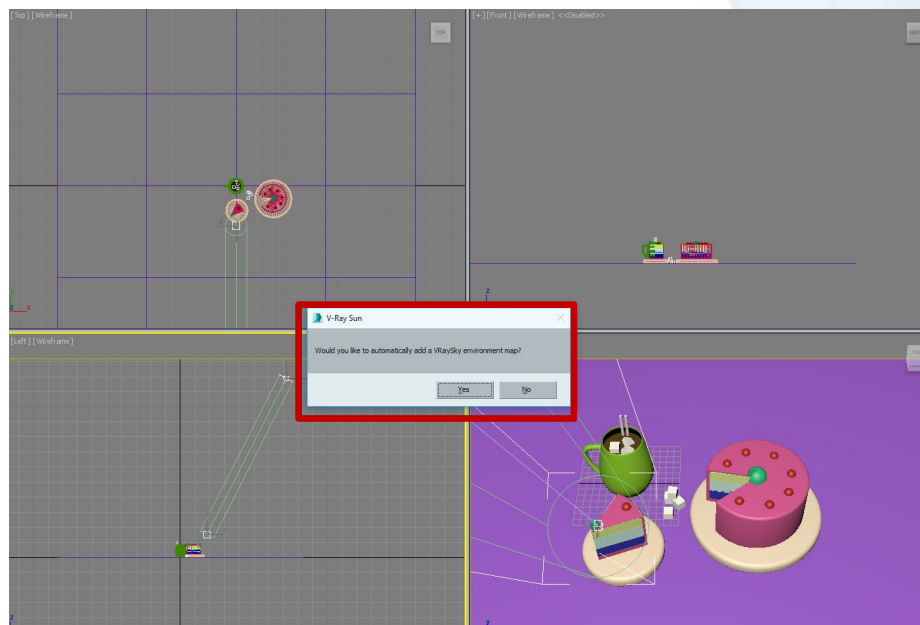 [Top] [Wireframe]
TOP
[+] [Front] [Wireframe] <<Disabled>>
FRONT
V-Ray Sun
Would you like to automatically add a VRaySky environment map?
Yes
No
[Left] [Wireframe]
x
z
z
z